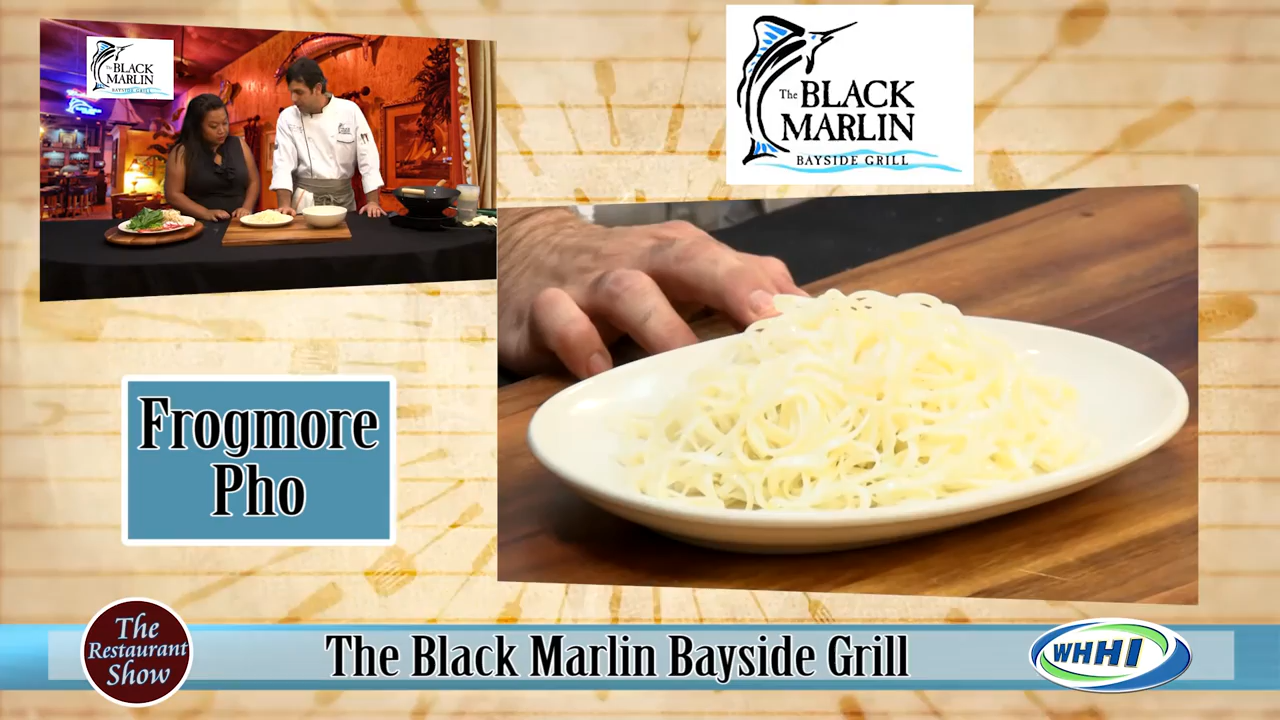 The
BLACK
MARLIN
BAYSIDE GRILL
The BLACK
MARLIN
BAYSIDE GRILL
Frogmore
Pho
The
Restaurant
Show
The Black Marlin Bayside Grill
WHHI